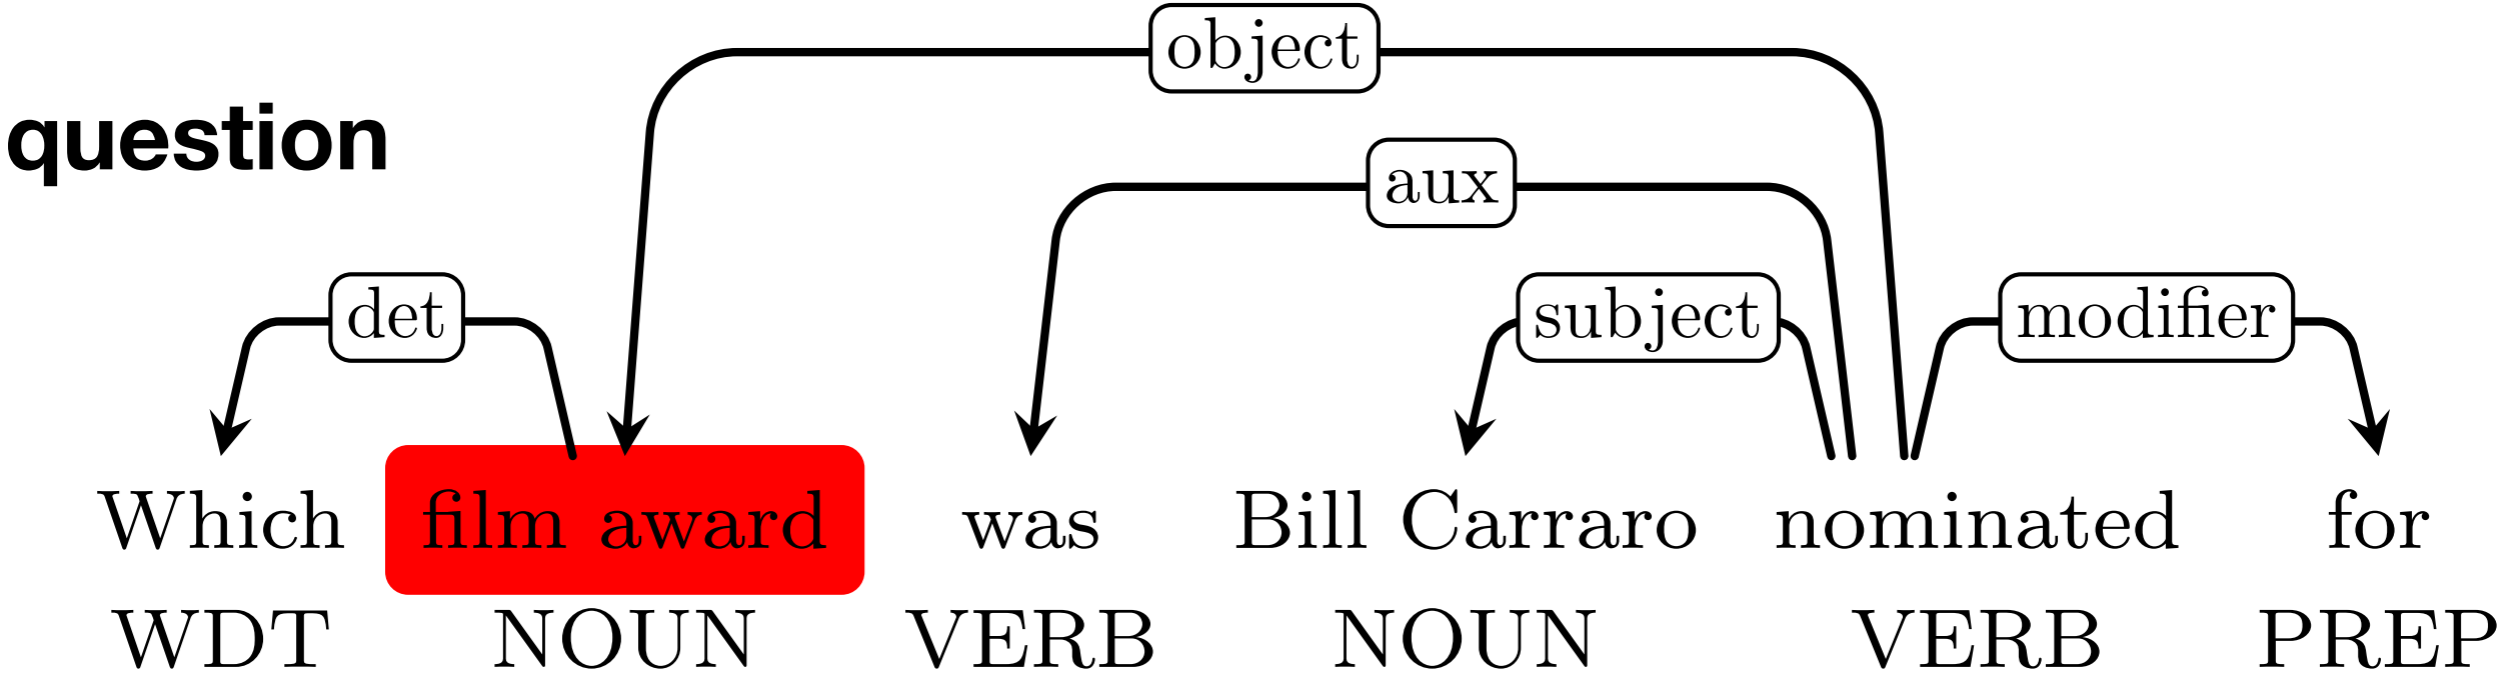 object
question
aux
det subject modifier
Which film award was Bill Carraro nominated for
WDT NOUN VERB NOUN VERB PREP